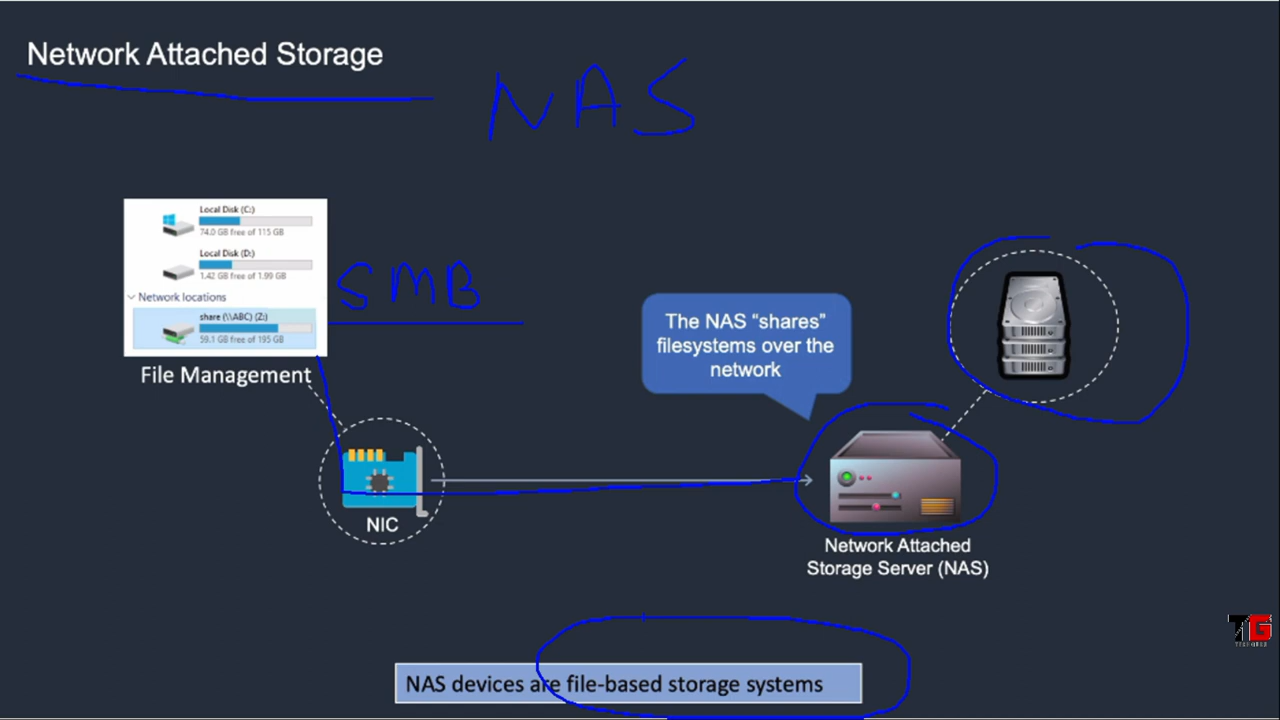 Network Attached Storage
NAS
Local Disk (C:)
74.0 GB free of 115 GB
Local Disk (D:)
1.42 GB free of 1.99 GB
Network locations
share (\\ABC) (Z:)
59.1 GB free of 195 GB
SMB
File Management
The NAS “shares”
filesystems over the
network
NIC
Network Attached
Storage Server (NAS)
NAS devices are file-based storage systems
TG